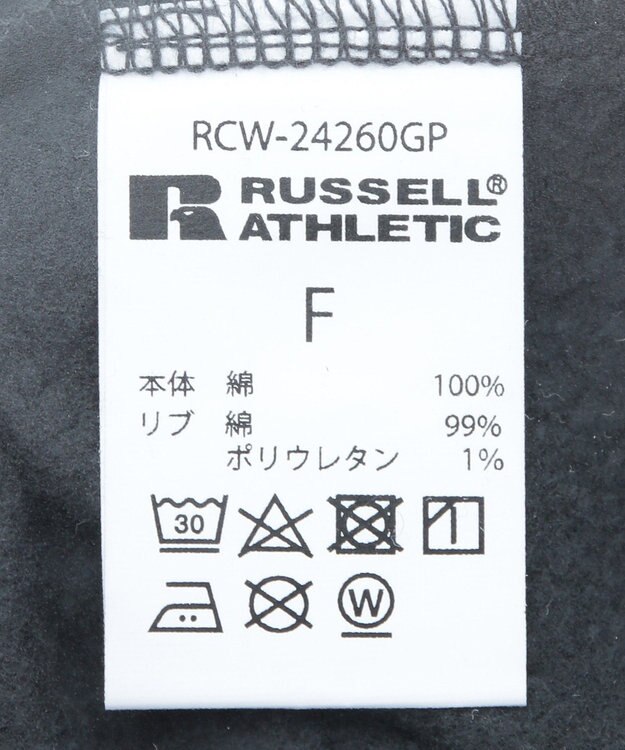 RCW-24260GP
RUSSELL®
ATHLETIC
F
本体 綿 100%
リブ 綿 99%
ポリウレタン 1%
30
W